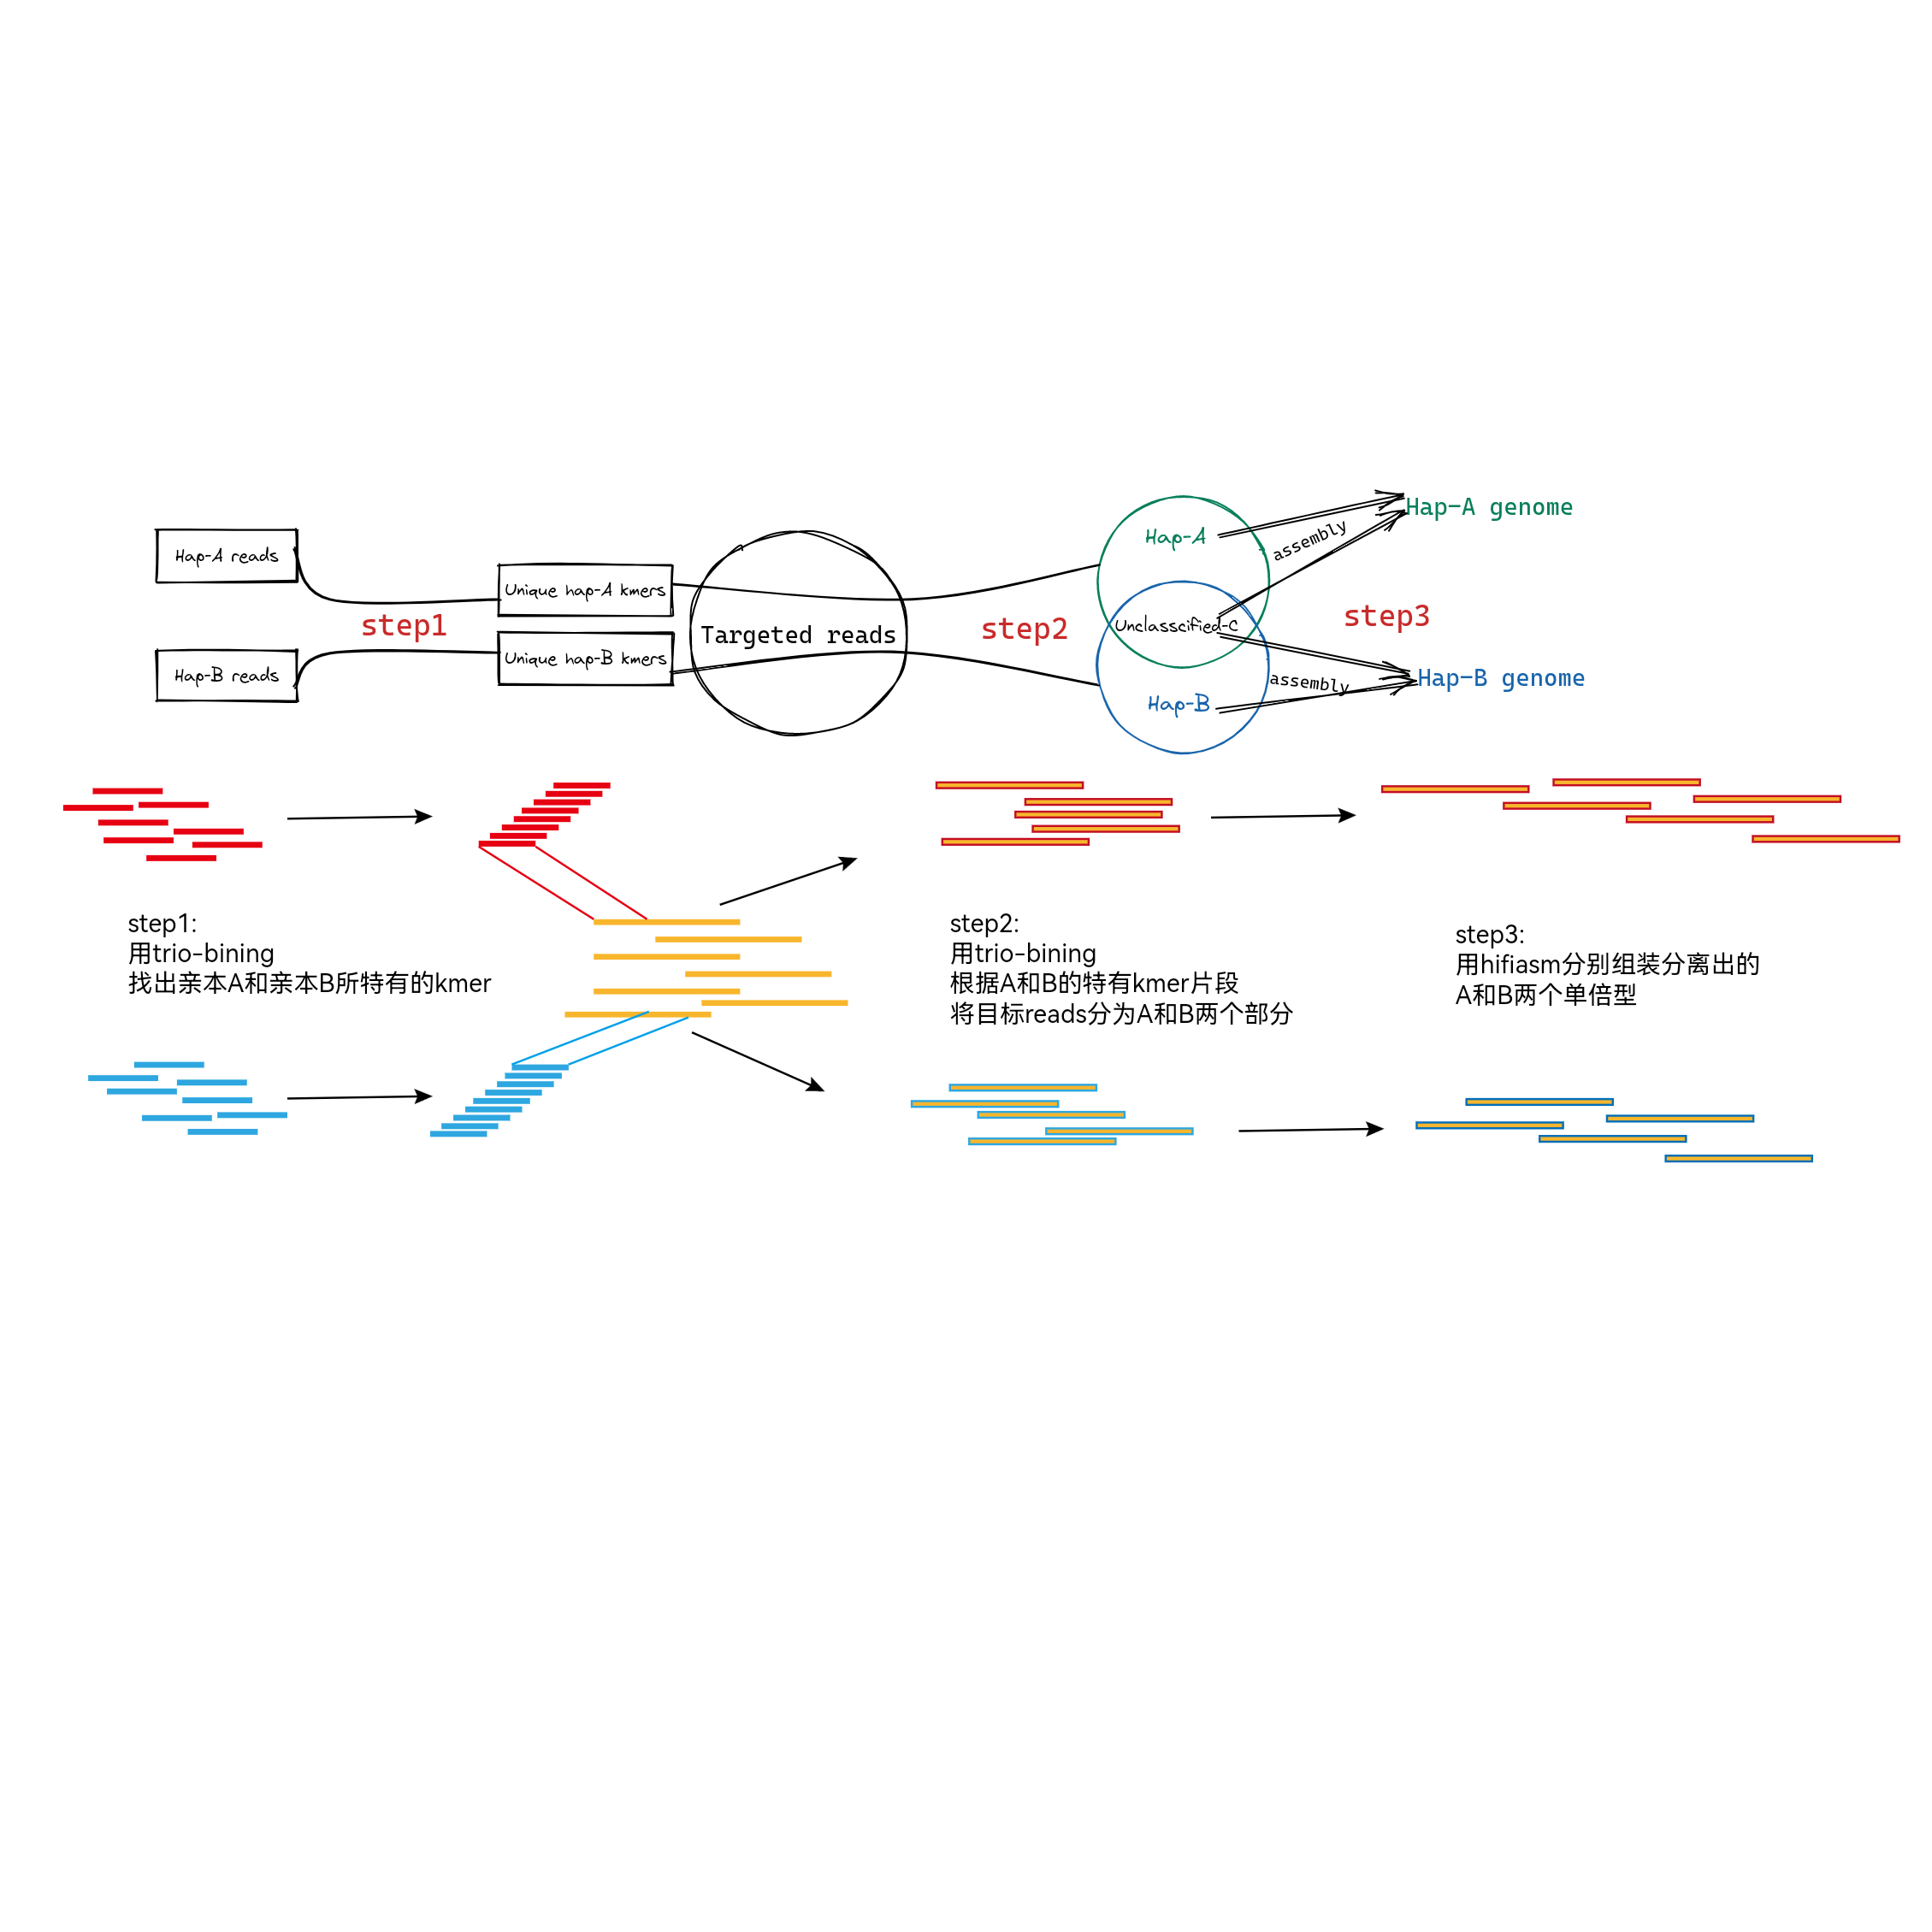 Hap-A reads
Hap-B reads
step1
Unique hap-A kmers
Unique hap-B kmers
Targeted reads
step2
Hap-A
Unclasscified-C
Hap-B
assembly
assembly
step3
Hap-A genome
Hap-B genome
step1:
用trio-bining
找出亲本A和亲本B所特有的kmer
step2:
用trio-bining
根据A和B的特有kmer片段
将目标reads分为A和B两个部分
step3:
用hifiasm分别组装分离出的
A和B两个单倍型